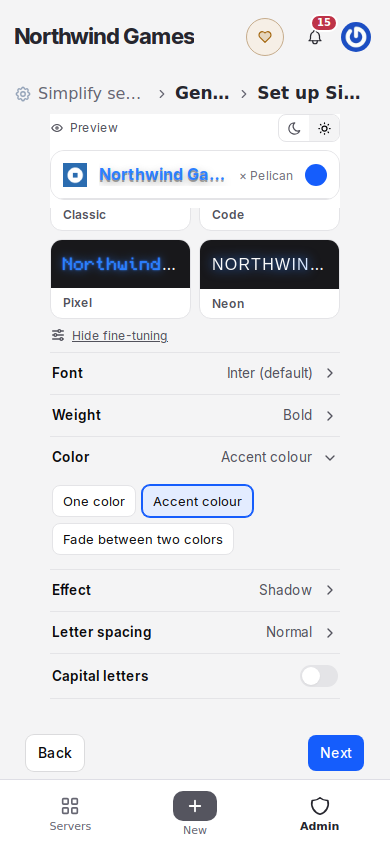 Northwind Games
15
Simplify se... > Gen... > Set up Si...
Preview
Northwind Ga... × Pelican
Classic
Code
Northwind...
NORTHWIN...
Pixel
Neon
Hide fine-tuning
Font Inter (default)
Weight Bold
Color Accent colour
One color
Accent colour
Fade between two colors
Effect Shadow
Letter spacing Normal
Capital letters
Back
Next
Servers
New
Admin